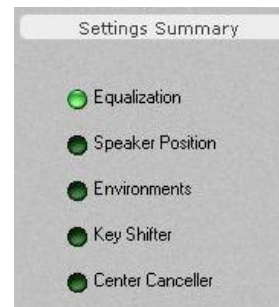 Settings Summary
Equalization
Speaker Position
Environments
Key Shifter
Center Canceller